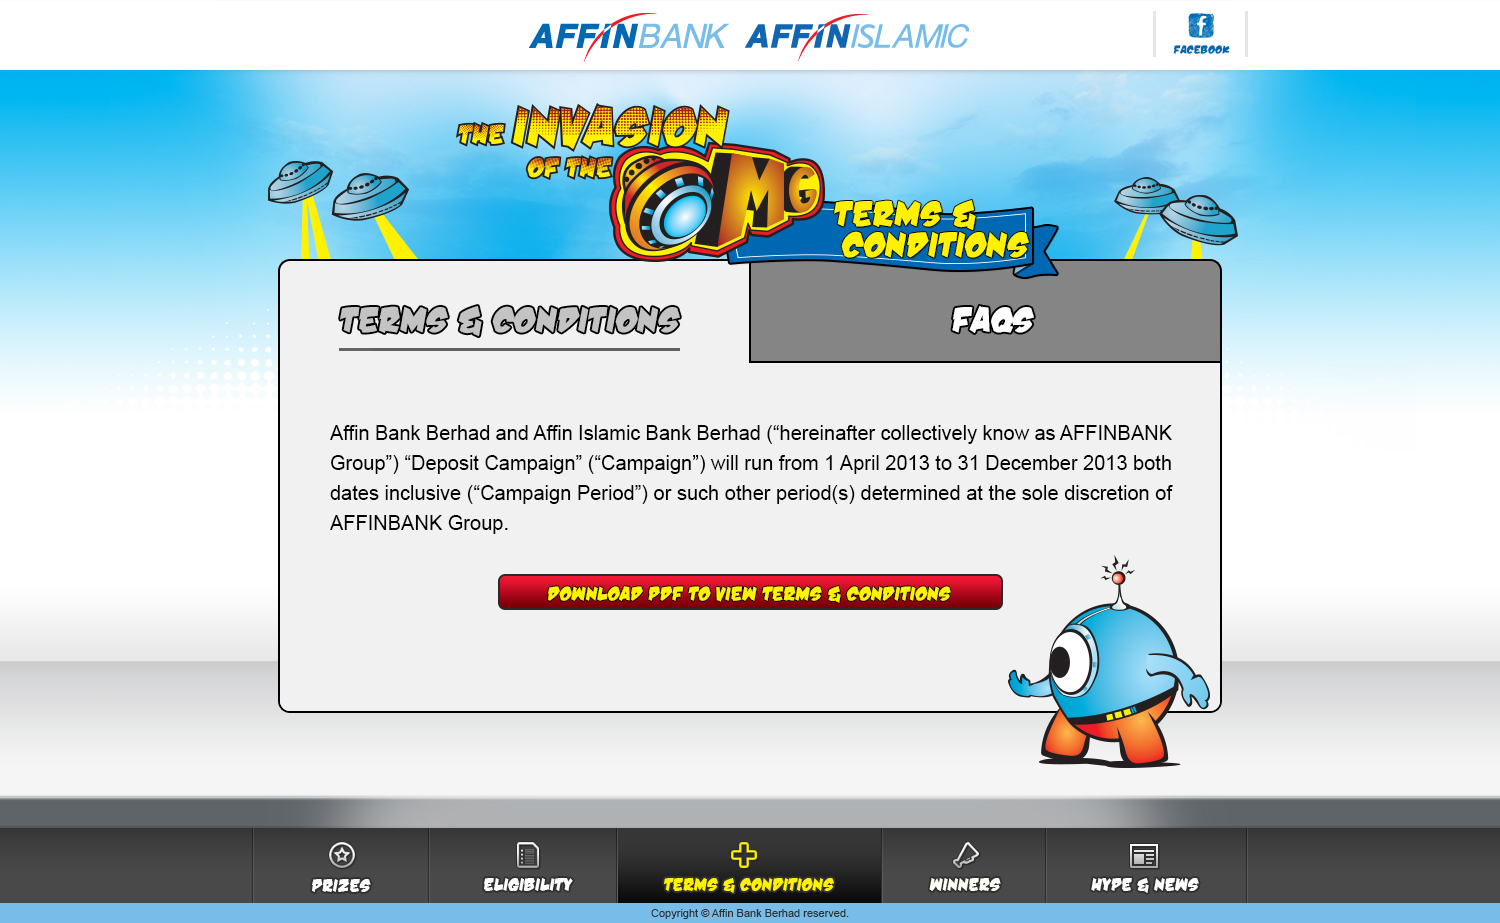 AFFINBANK AFFINISLAMIC
FACEBOOK
THE INVASION
OF THE
OMG
TERMS &
CONDITIONS
TERMS & CONDITIONS
FAQS
Affin Bank Berhad and Affin Islamic Bank Berhad (“hereinafter collectively know as AFFINBANK
Group”) “Deposit Campaign” (“Campaign”) will run from 1 April 2013 to 31 December 2013 both
dates inclusive (“Campaign Period”) or such other period(s) determined at the sole discretion of
AFFINBANK Group.
DOWNLOAD PDF TO VIEW TERMS & CONDITIONS
PRIZES
ELIGIBILITY
TERMS & CONDITIONS
WINNERS
HYPE & NEWS
Copyright © Affin Bank Berhad reserved.